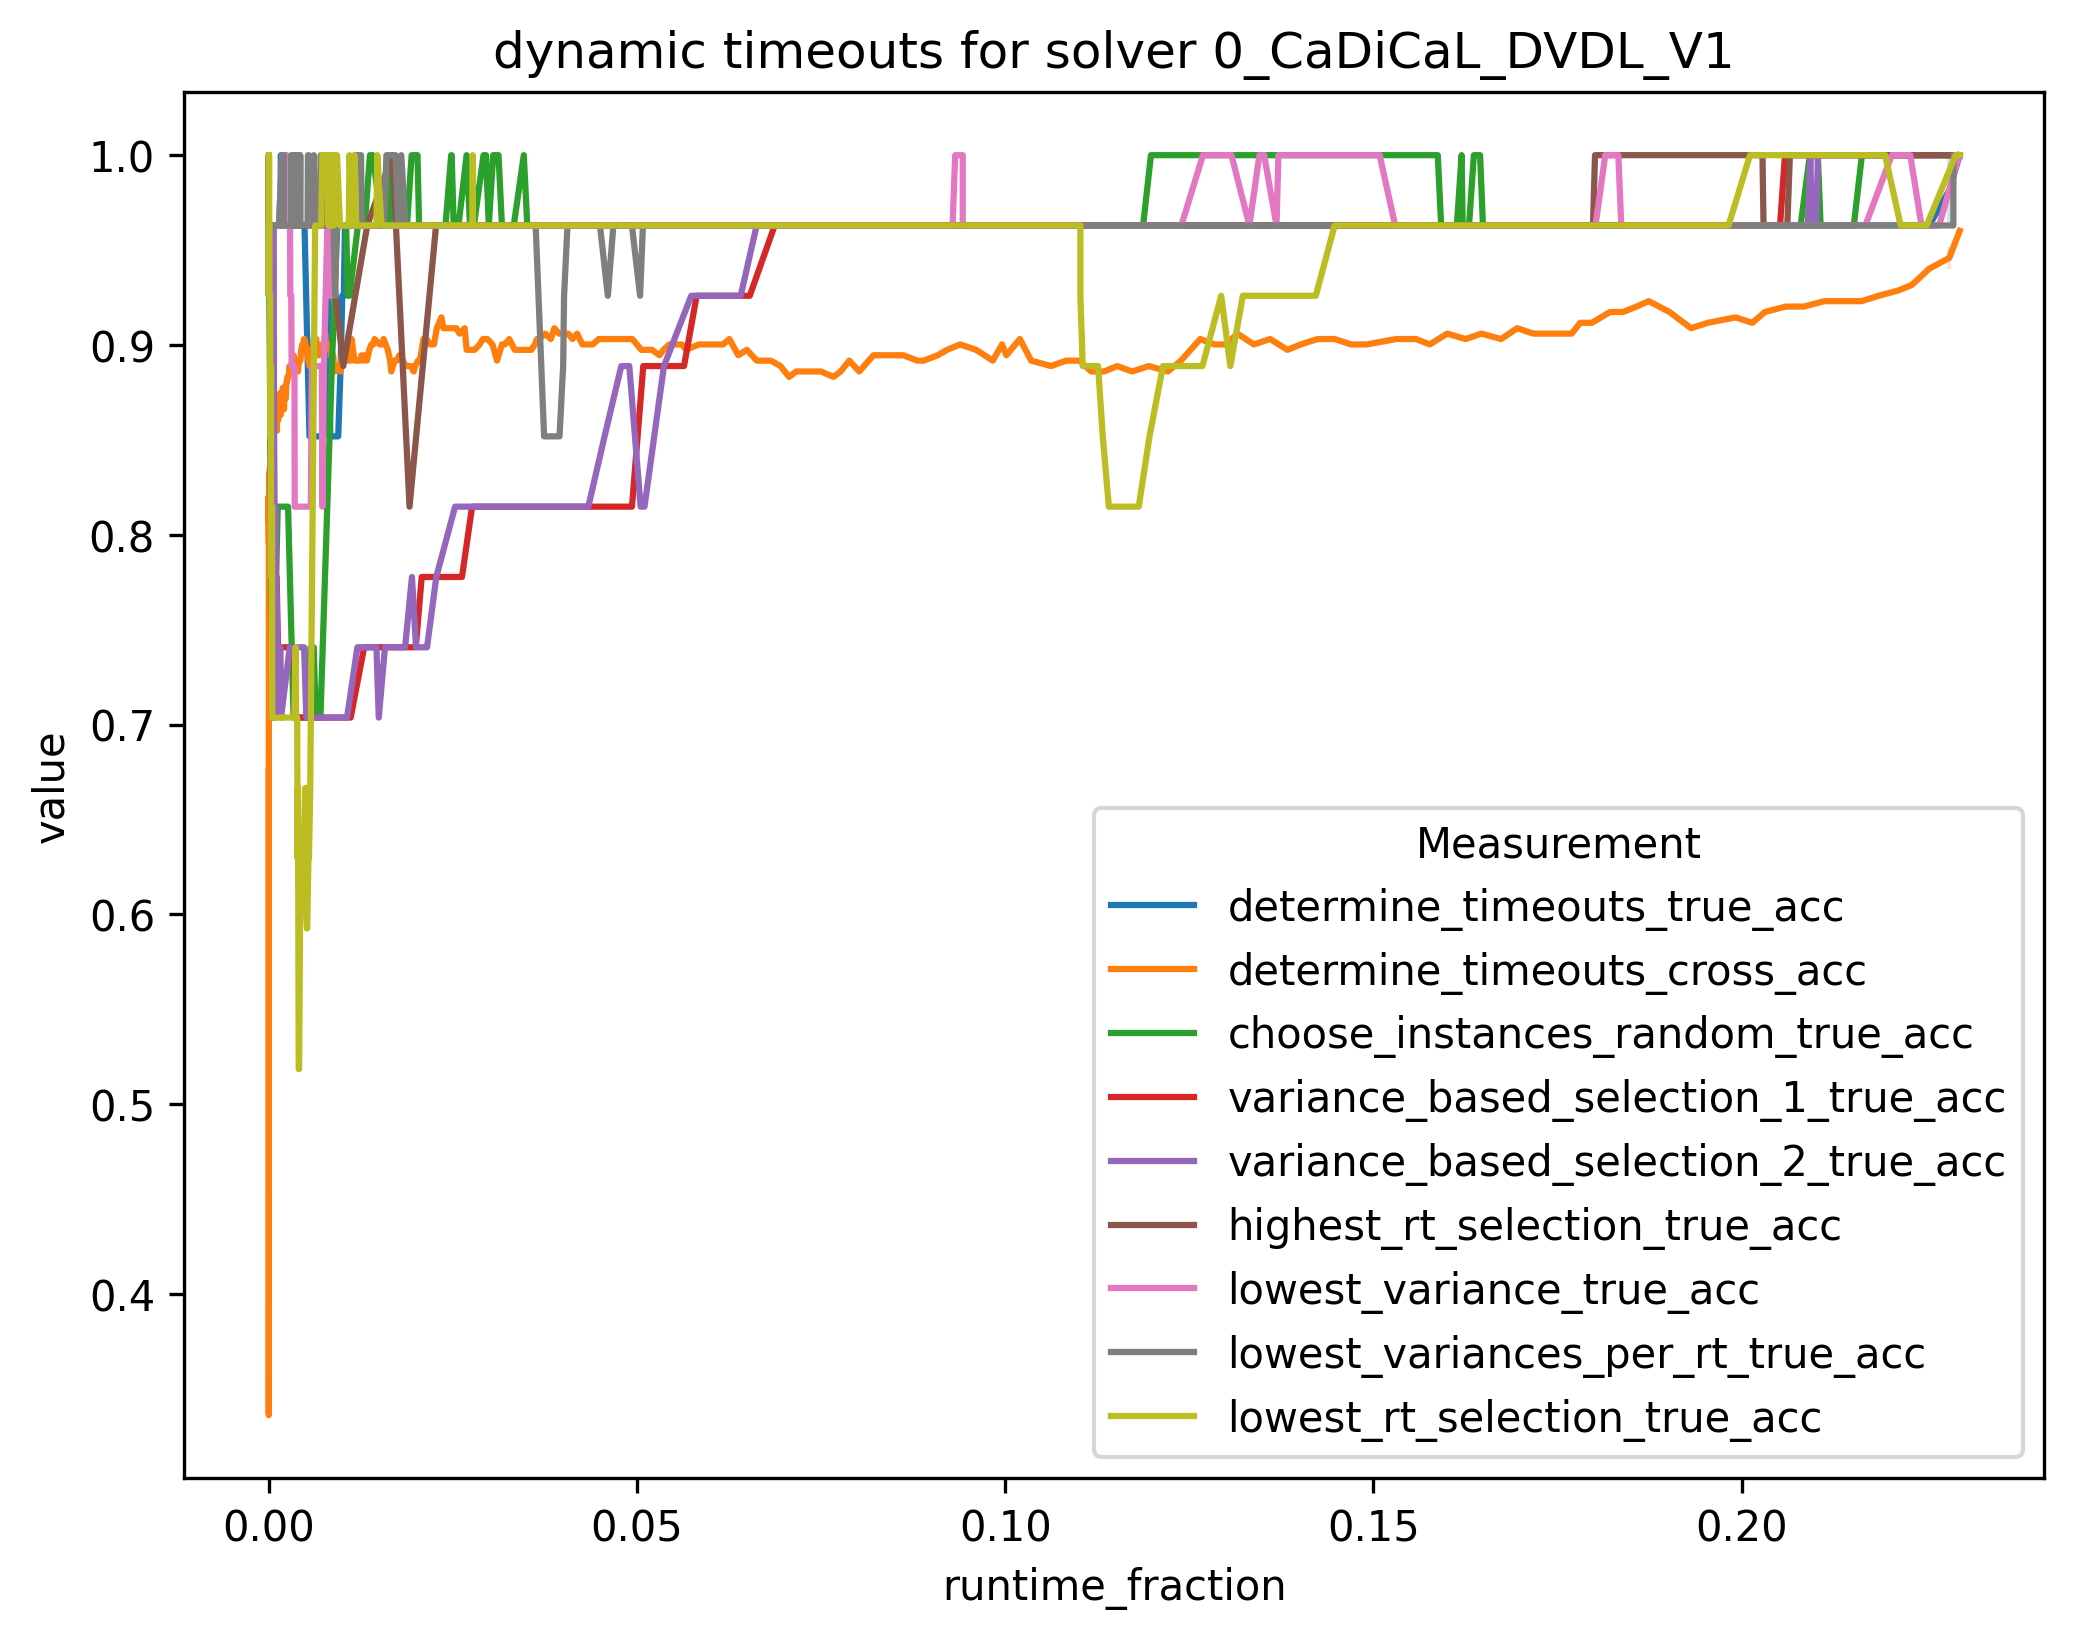 dynamic timeouts for solver 0_CaDiCaL_DVDL_V1
1.0
0.9
0.8
0.7
0.6
0.5
0.4
value
0.00
0.05
0.10
0.15
0.20
runtime_fraction
Measurement
determine_timeouts_true_acc
determine_timeouts_cross_acc
choose_instances_random_true_acc
variance_based_selection_1_true_acc
variance_based_selection_2_true_acc
highest_rt_selection_true_acc
lowest_variance_true_acc
lowest_variances_per_rt_true_acc
lowest_rt_selection_true_acc